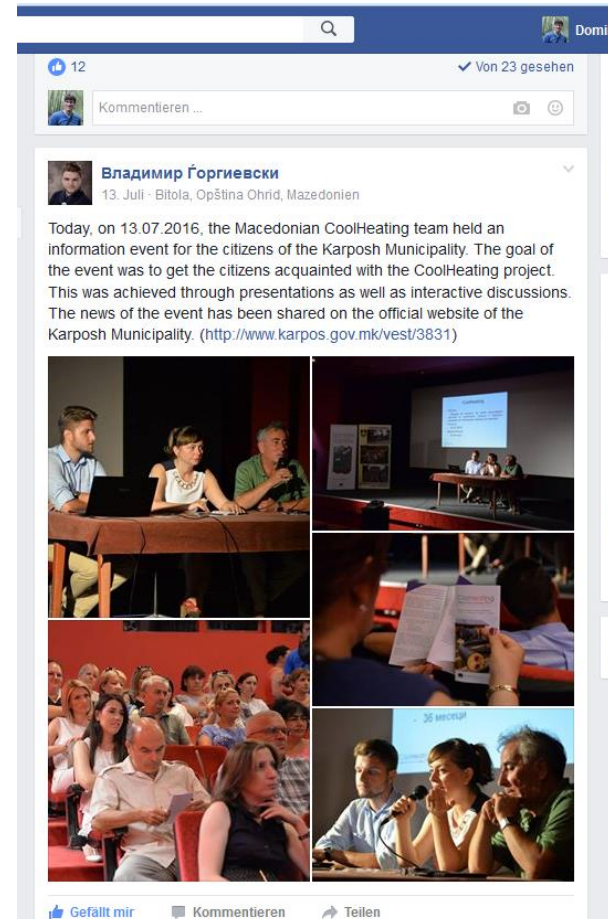 Domi
12
Von 23 gesehen
Kommentieren ...
Владимир Ѓоргиевски
13. Juli · Bitola, Opština Ohrid, Mazedonien
Today, on 13.07.2016, the Macedonian CoolHeating team held an
information event for the citizens of the Karposh Municipality. The goal of
the event was to get the citizens acquainted with the CoolHeating project.
This was achieved through presentations as well as interactive discussions.
The news of the event has been shared on the official website of the
Karposh Municipality. (http://www.karpos.gov.mk/vest/3831)
CoolHeating
CoolHeating
36 месеци
Gefällt mir Kommentieren Teilen